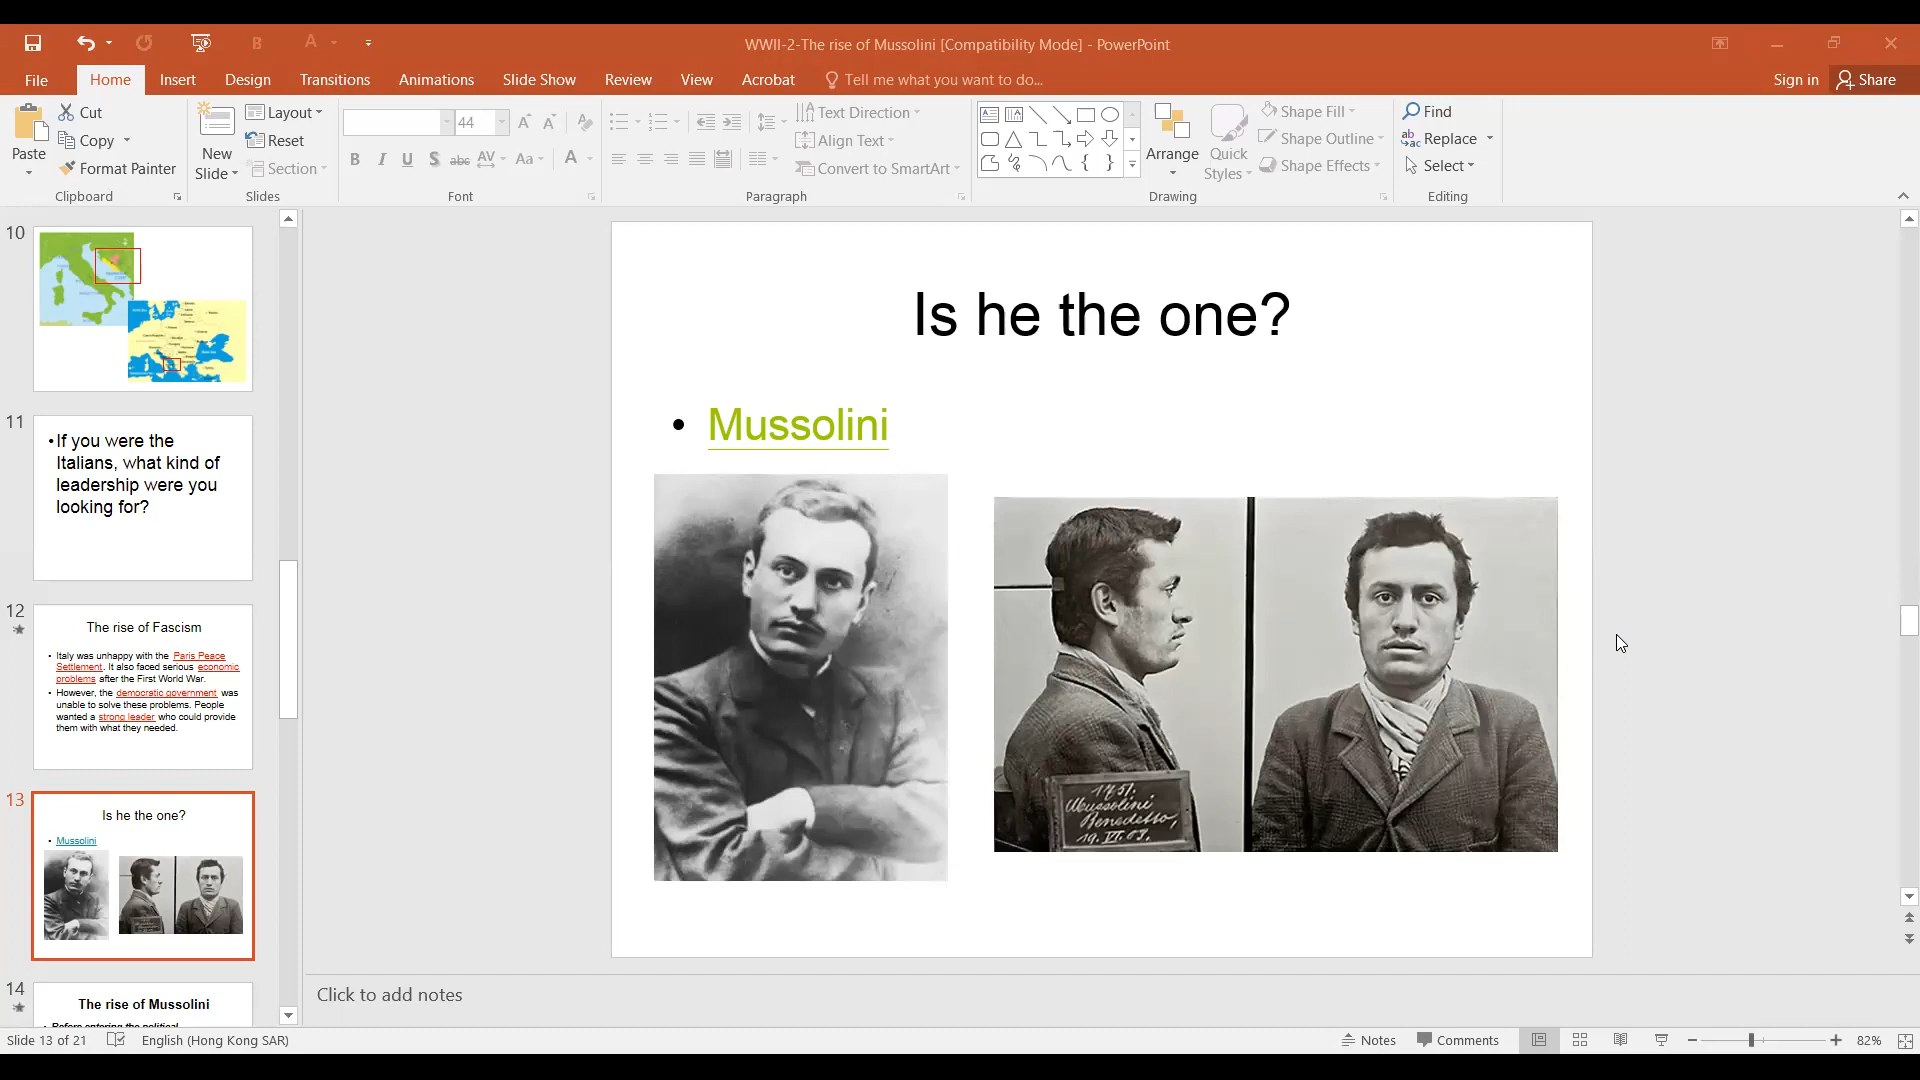 WWII-2-The rise of Mussolini [Compatibility Mode] - PowerPoint
File Home Insert Design Transitions Animations Slide Show Review View Acrobat Tell me what you want to do... Sign in Share
Paste
Cut
Copy
Format Painter
Clipboard
New
Slide
Layout
Reset
Section
Slides
44
B I U S abc AV Aa A
Font
Text Direction
Align Text
Convert to SmartArt
Paragraph
Arrange
Quick
Styles
Shape Fill
Shape Outline
Shape Effects
Drawing
Find
Replace
Select
Editing
10
11
•If you were the
Italians, what kind of
leadership were you
looking for?
12
The rise of Fascism
• Italy was unhappy with the Paris Peace
Settlement. It also faced serious economic
problems after the First World War.
• However, the democratic government was
unable to solve these problems. People
wanted a strong leader who could provide
them with what they needed.
13
Is he the one?
• Mussolini
14
The rise of Mussolini
Before entering the political
Is he the one?
• Mussolini
1751.
Mussolini
Benedetto,
19. VI. 03.
Click to add notes
Slide 13 of 21 English (Hong Kong SAR) Notes Comments 82%